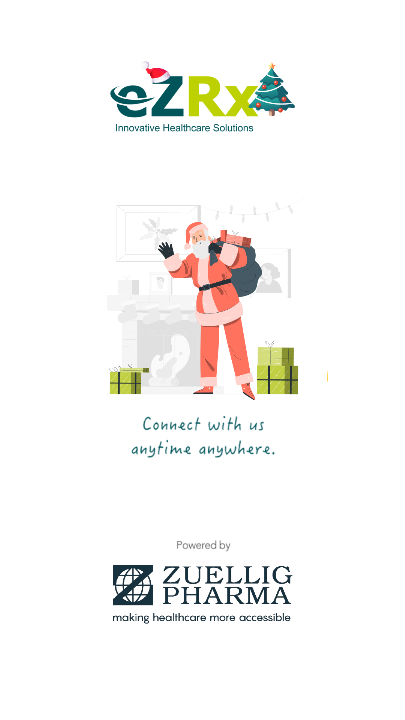 eZRx
Innovative Healthcare Solutions
Connect with us
anytime anywhere.
Powered by
ZUELLIG
PHARMA
making healthcare more accessible